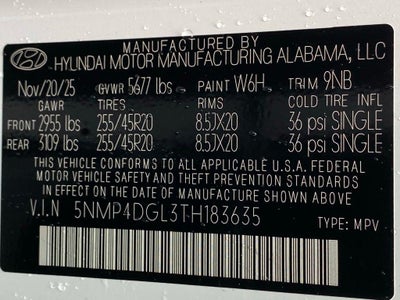 MANUFACTURED BY
HYUNDAI MOTOR MANUFACTURING ALABAMA, LLC
Nov/20/25 GVWR 5677 lbs PAINT W6H TRIM 9NB
GAWR TIRES RIMS COLD TIRE INFL
FRONT 2955 lbs 255/45R20 8.5JX20 36 psi SINGLE
REAR 3109 lbs 255/45R20 8.5JX20 36 psi SINGLE
THIS VEHICLE CONFORMS TO ALL APPLICABLE U.S.A. FEDERAL
MOTOR VEHICLE SAFETY AND THEFT PREVENTION STANDARDS
IN EFFECT ON THE DATE OF MANUFACTURE SHOWN ABOVE.
V.I.N 5NMP4DGL3TH183635 TYPE: MPV